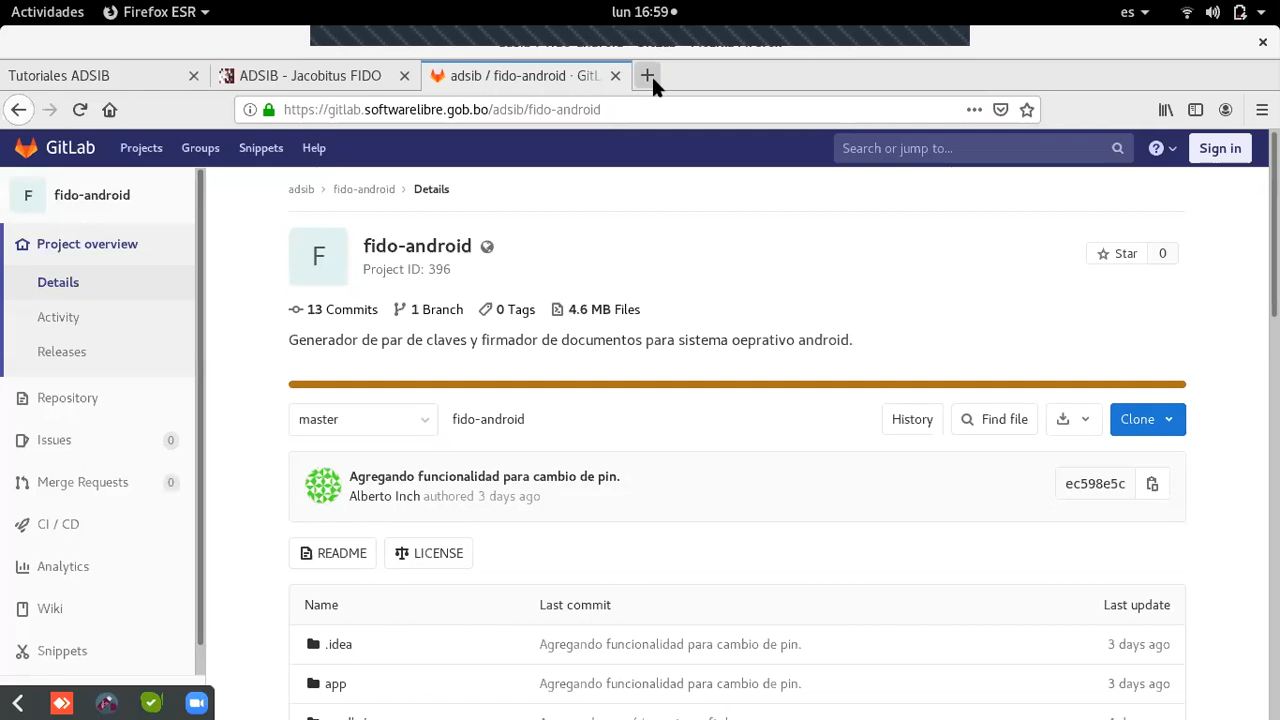 Actividades Firefox ESR lun 16:59 es
Tutoriales ADSIB ADSIB - Jacobitus FIDO adsib / fido-android · GitL
https://gitlab.softwarelibre.gob.bo/adsib/fido-android
GitLab Projects Groups Snippets Help Search or jump to... Sign in
F fido-android
adsib › fido-android › Details
Project overview
Details
Activity
Releases
Repository
Issues 0
Merge Requests 0
CI / CD
Analytics
Wiki
Snippets
F
fido-android
Project ID: 396
Star 0
13 Commits 1 Branch 0 Tags 4.6 MB Files
Generador de par de claves y firmador de documentos para sistema oeprativo android.
master fido-android History Find file Clone
Agregando funcionalidad para cambio de pin.
Alberto Inch authored 3 days ago
ec598e5c
README LICENSE
Name Last commit Last update
.idea Agregando funcionalidad para cambio de pin. 3 days ago
app Agregando funcionalidad para cambio de pin. 3 days ago